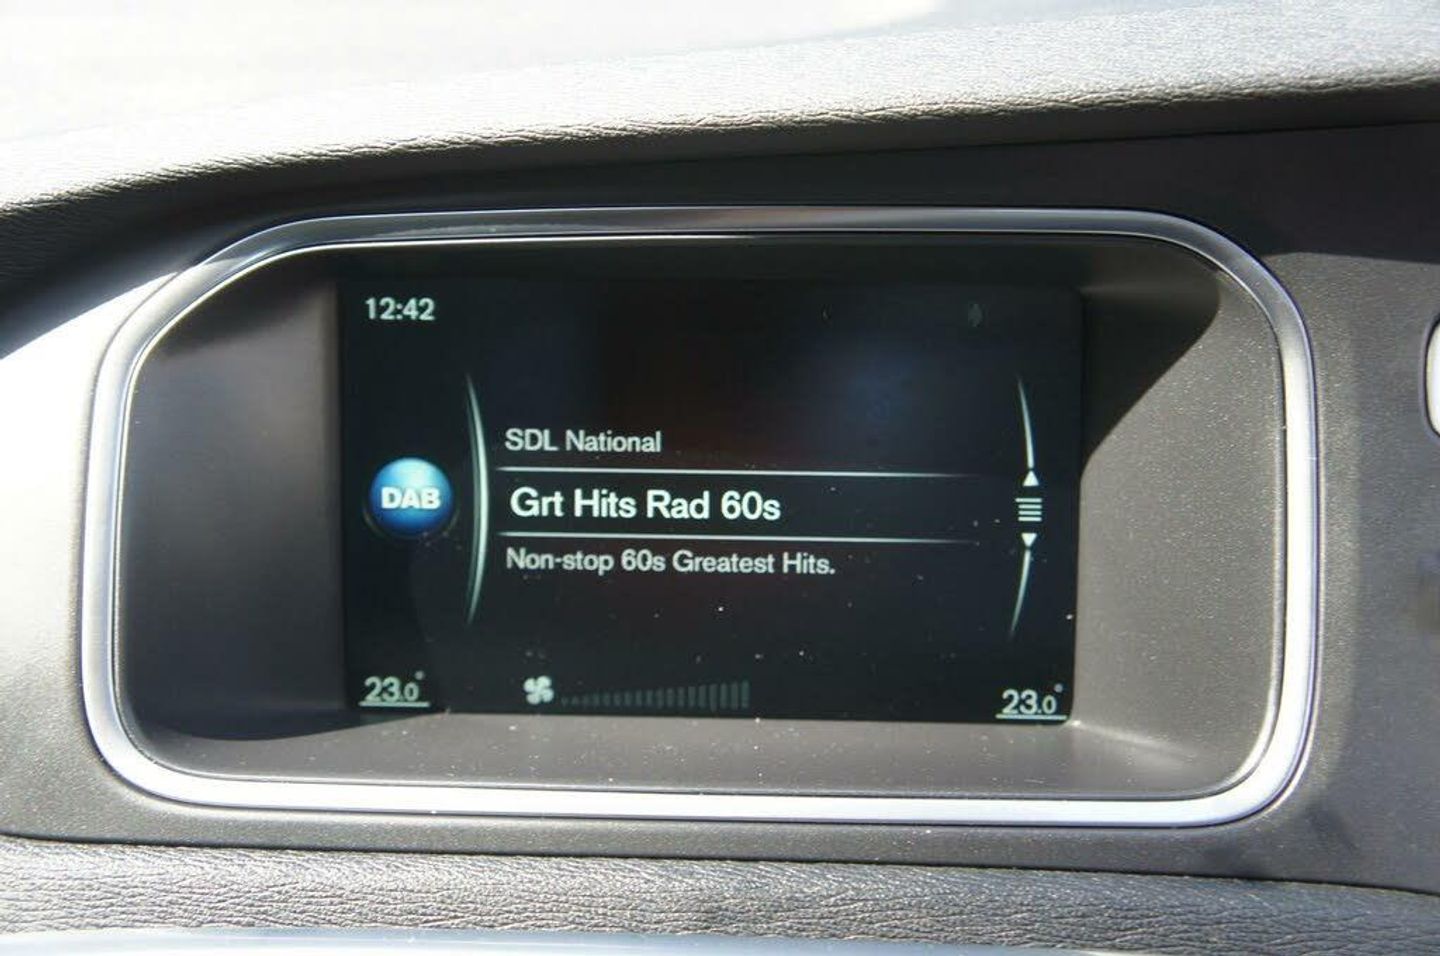 12:42
DAB
SDL National
Grt Hits Rad 60s
Non-stop 60s Greatest Hits.
23.0°
23.0°